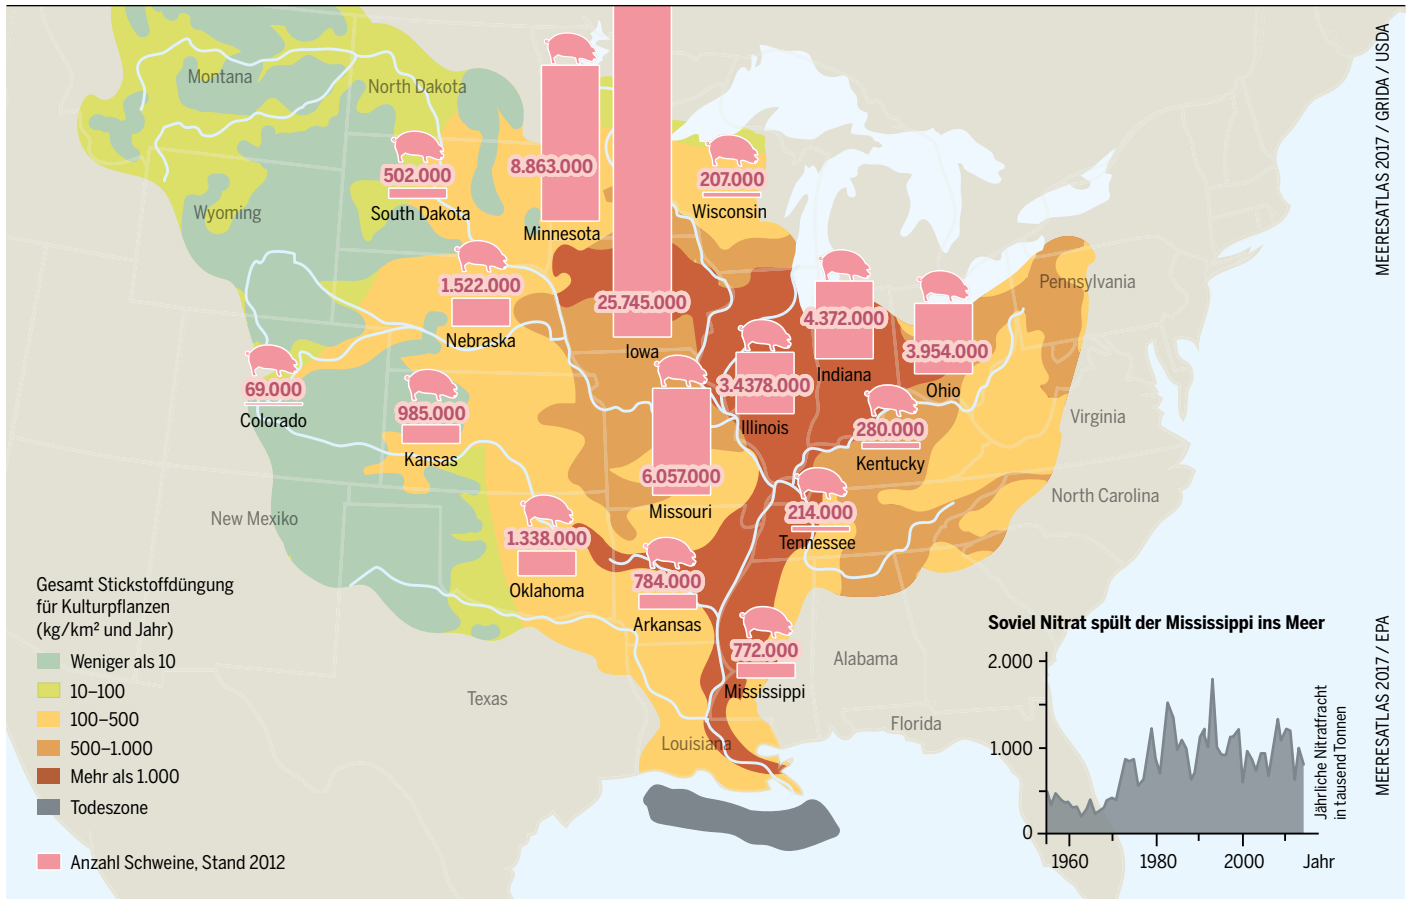 MEERESATLAS 2017 / GRIDA / USDA
Montana
North Dakota
8.863.000
502.000
207.000
South Dakota
Wyoming
Wisconsin
Minnesota
1.522.000
25.745.000
4.372.000
Pennsylvania
Nebraska
Iowa
3.954.000
Indiana
Ohio
69.000
Colorado
985.000
Kansas
3.4378.000
Illinois
280.000
Kentucky
Virginia
6.057.000
Missouri
North Carolina
New Mexiko
214.000
Tennessee
1.338.000
Oklahoma
784.000
Arkansas
772.000
Mississippi
Alabama
Texas
Florida
Louisiana
Gesamt Stickstoffdüngung
für Kulturpflanzen
(kg/km² und Jahr)
Weniger als 10
10–100
100–500
500–1.000
Mehr als 1.000
Todeszone
Anzahl Schweine, Stand 2012
Soviel Nitrat spült der Mississippi ins Meer
2.000
1.000
0
1960
1980
2000
Jahr
Jährliche Nitratfracht
in tausend Tonnen
MEERESATLAS 2017 / EPA